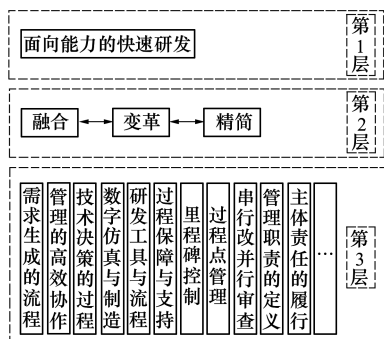 面向能力的快速研发
第1层
融合
变革
精简
第2层
需求生成的流程
管理的高效协作
技术决策的过程
数字仿真与制造
研发工具与流程
过程保障与支持
里程碑控制
过程点管理
串行改并行审查
管理职责的定义
主体责任的履行
…
第3层